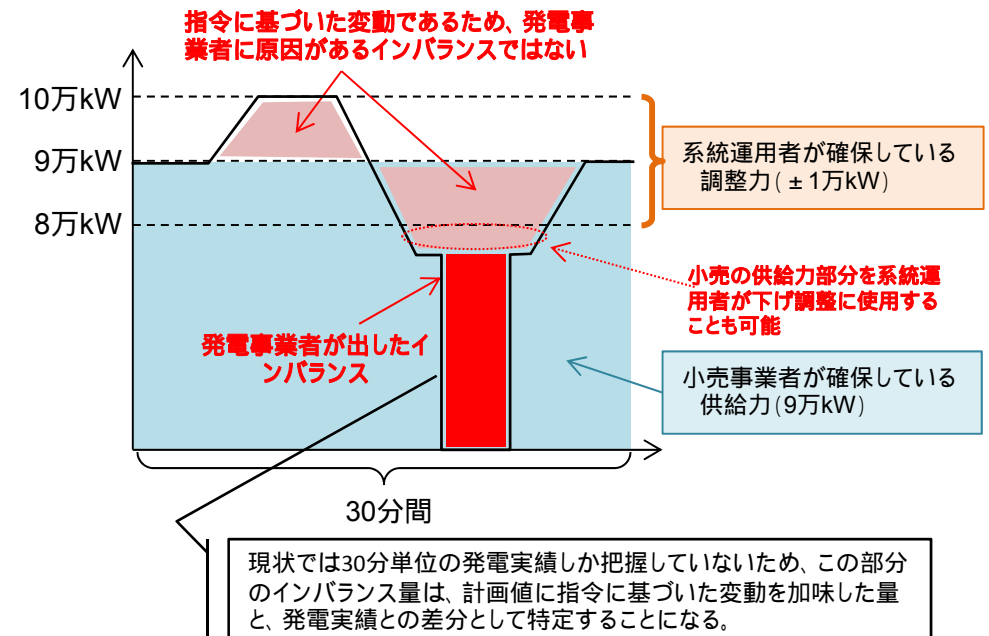 指令に基づいた変動であるため、発電事
業者に原因があるインバランスではない
10万kW
9万kW
8万kW
系統運用者が確保している
調整力(±1万kW)
小売の供給力部分を系統運
用者が下げ調整に使用する
ことも可能
発電事業者が出したイ
ンバランス
小売事業者が確保している
供給力(9万kW)
30分間
現状では30分単位の発電実績しか把握していないため、この部分
のインバランス量は、計画値に指令に基づいた変動を加味した量
と、発電実績との差分として特定することになる。